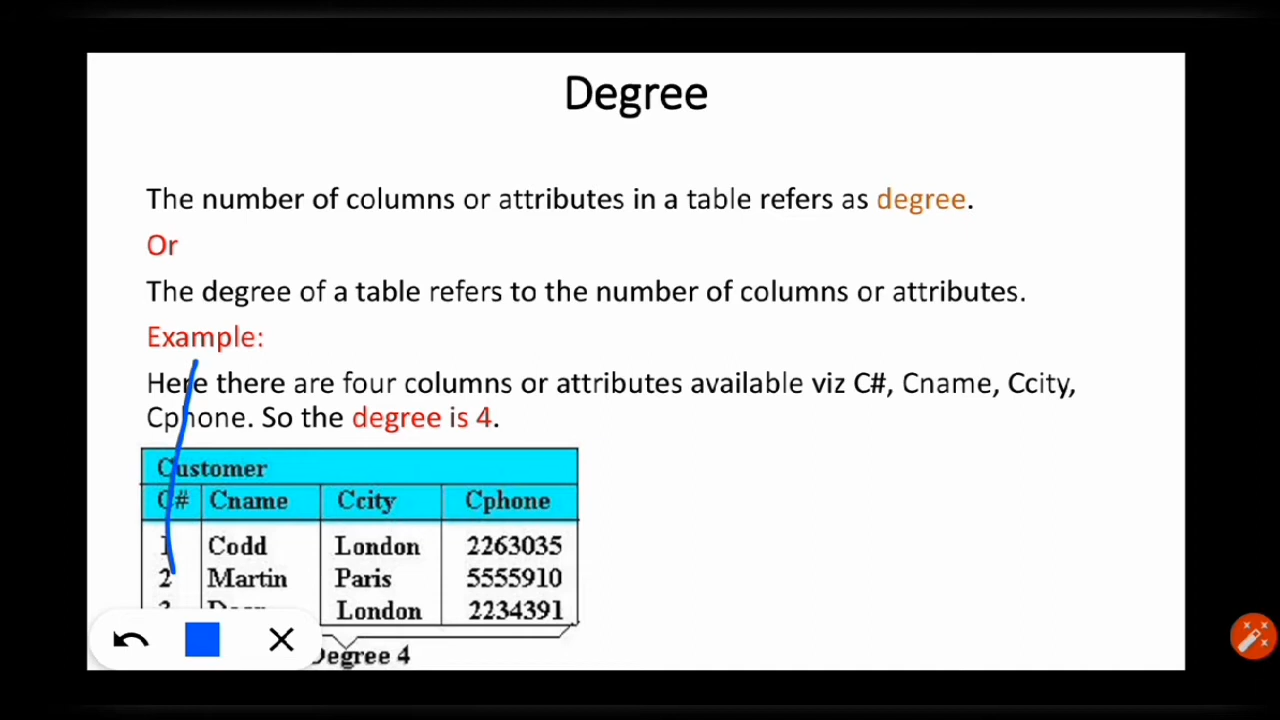 Degree
The number of columns or attributes in a table refers as degree.
Or
The degree of a table refers to the number of columns or attributes.
Example:
Here there are four columns or attributes available viz C#, Cname, Ccity,
Cphone. So the degree is 4.
Customer
C# Cname Ccity Cphone
1 Codd London 2263035
2 Martin Paris 5555910
London 2234391
Degree 4